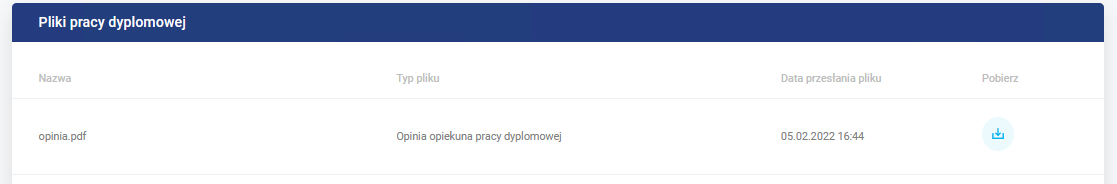 Pliki pracy dyplomowej
Nazwa Typ pliku Data przesłania pliku Pobierz
opinia.pdf Opinia opiekuna pracy dyplomowej 05.02.2022 16:44